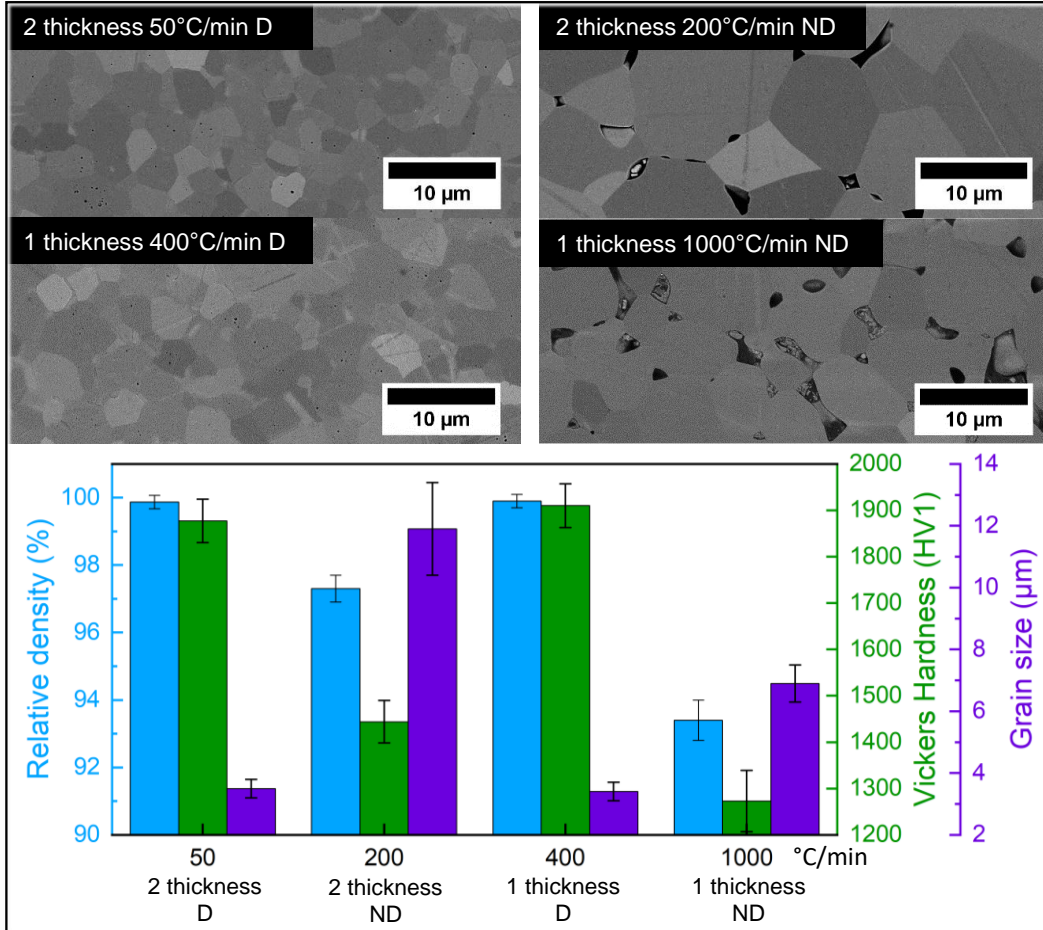 2 thickness 50°C/min D
2 thickness 200°C/min ND
10 µm
10 µm
1 thickness 400°C/min D
1 thickness 1000°C/min ND
10 µm
10 µm
Relative density (%)
100
98
96
94
92
90
2000
1900
1800
1700
1600
1500
1400
1300
1200
Vickers Hardness (HV1)
14
12
10
8
6
4
2
Grain size (µm)
50 200 400 1000 °C/min
2 thickness 2 thickness 1 thickness 1 thickness
D ND D ND